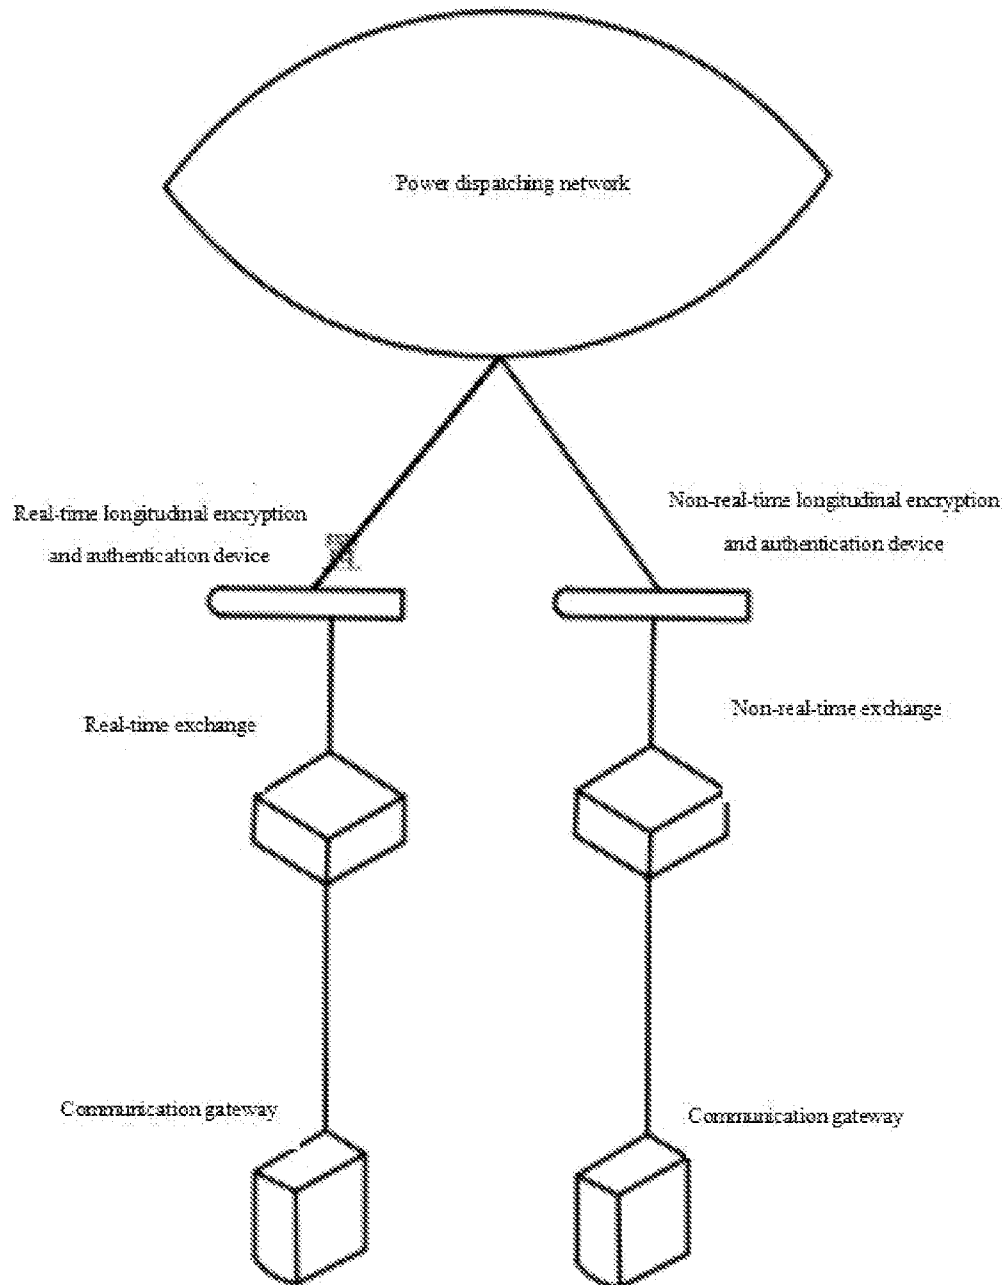 Power dispatching network
Real-time longitudinal encryption
and authentication device
Non-real-time longitudinal encryption
and authentication device
Real-time exchange
Non-real-time exchange
Communication gateway
Communication gateway